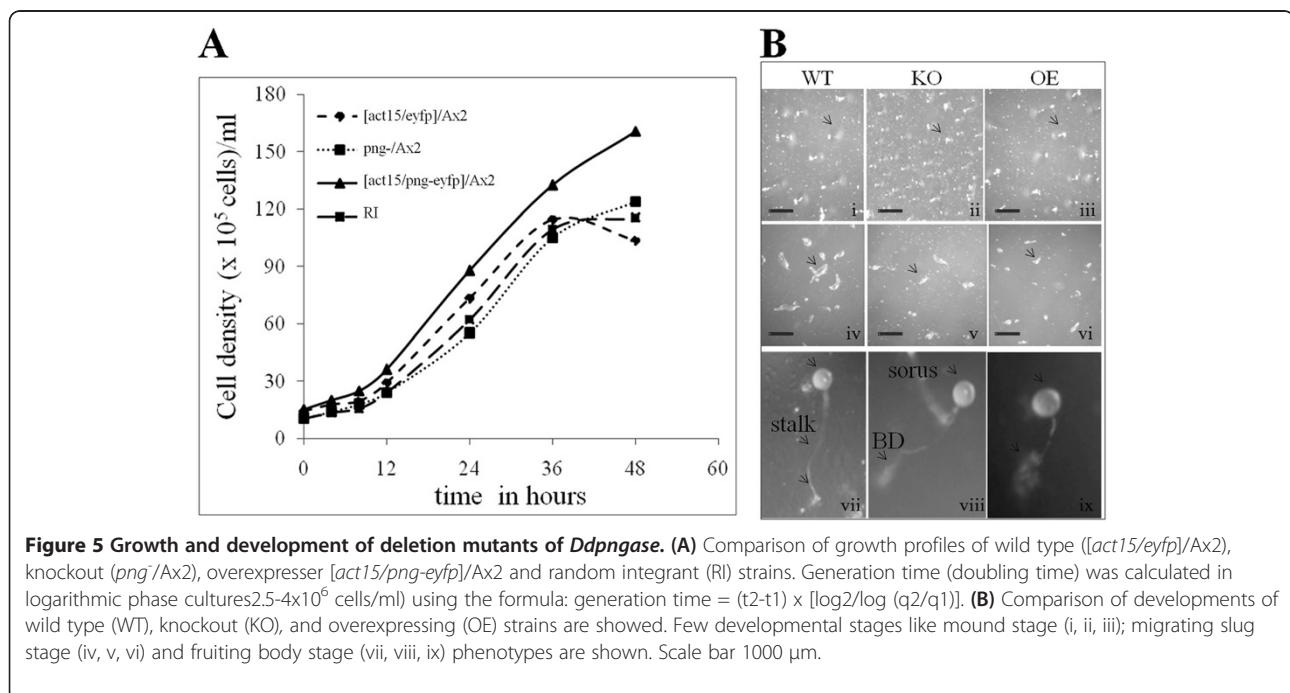 A
180
150
120
90
60
30
0
Cell density (x 10⁵ cells)/ml
[act15/eyfp]/Ax2
png-/Ax2
[act15/png-eyfp]/Ax2
RI
0 12 24 36 48 60
time in hours
B
WT KO OE
i ii iii
iv v vi
stalk
sorus
BD
vii viii ix
Figure 5 Growth and development of deletion mutants of Ddpngase. (A) Comparison of growth profiles of wild type ([act15/eyfp]/Ax2),
knockout (png⁻/Ax2), overexpresser [act15/png-eyfp]/Ax2 and random integrant (RI) strains. Generation time (doubling time) was calculated in
logarithmic phase cultures2.5-4x10⁶ cells/ml) using the formula: generation time = (t2-t1) x [log2/log (q2/q1)]. (B) Comparison of developments of
wild type (WT), knockout (KO), and overexpressing (OE) strains are showed. Few developmental stages like mound stage (i, ii, iii); migrating slug
stage (iv, v, vi) and fruiting body stage (vii, viii, ix) phenotypes are shown. Scale bar 1000 μm.